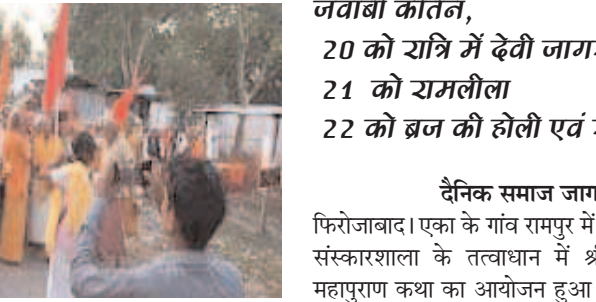 जवाबी कीर्तन,
20 को रात्रि में देवी
21 को रामलीला
22 को ब्रज की होली एवं
दैनिक समाज
फिरोजाबाद। एका के गांव रामपुर में
संस्कारशाला के तत्वाधान में
महापुराण कथा का आयोजन हुआ